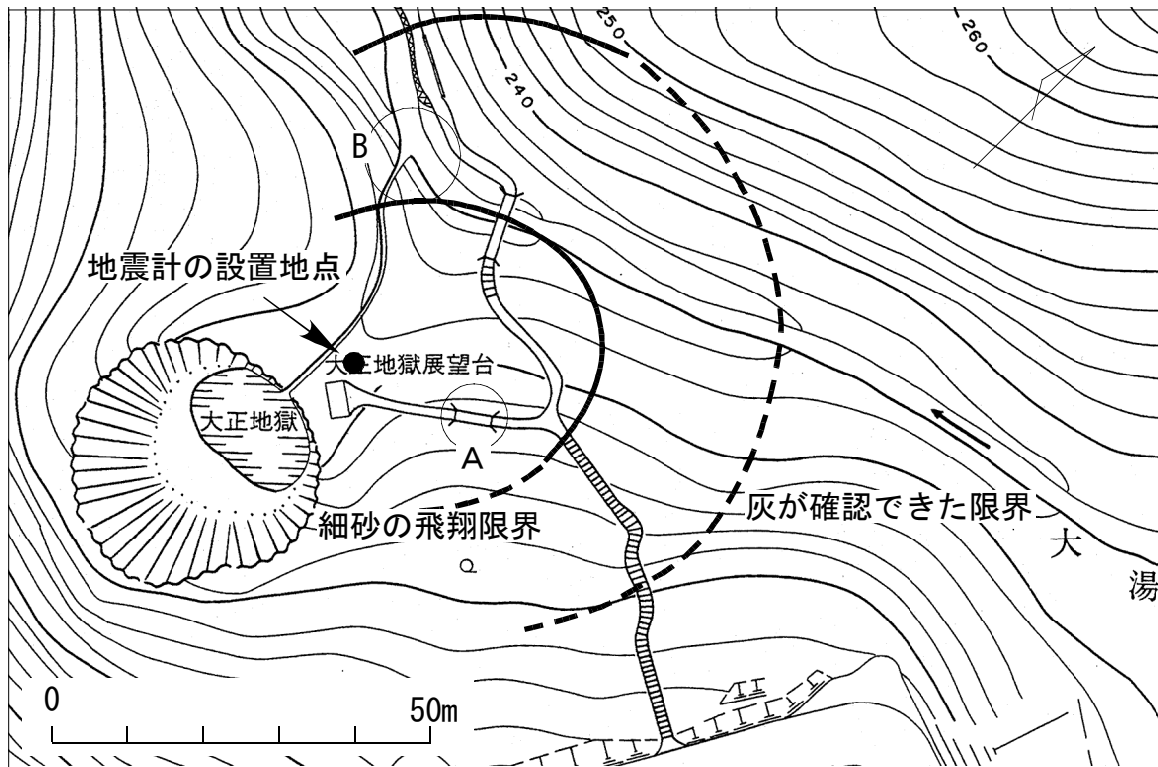 250
260
240
B
地震計の設置地点
大正地獄展望台
大正地獄
A
細砂の飛翔限界
灰が確認できた限界
大
湯
0
50m